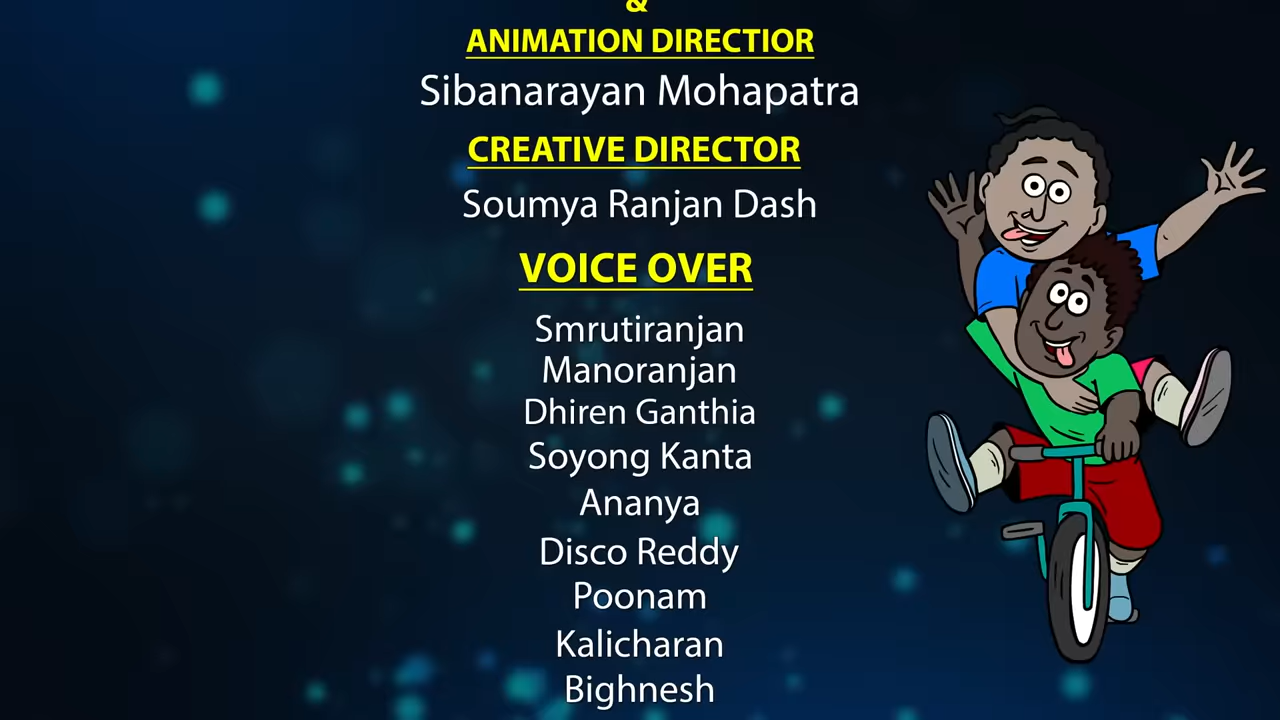 &
ANIMATION DIRECTIOR
Sibanarayan Mohapatra
CREATIVE DIRECTOR
Soumya Ranjan Dash
VOICE OVER
Smrutiranjan
Manoranjan
Dhiren Ganthia
Soyong Kanta
Ananya
Disco Reddy
Poonam
Kalicharan
Bighnesh